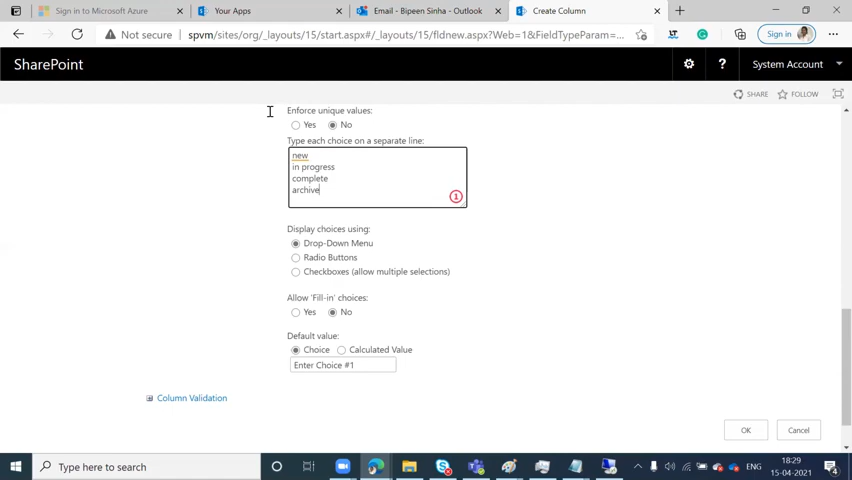 Sign in to Microsoft Azure
Your Apps
Email - Bipeen Sinha - Outlook
Create Column
Not secure
spvm/sites/org/_layouts/15/start.aspx#/_layouts/15/fldnew.aspx?Web=1&FieldTypeParam=...
Sign in
SharePoint
System Account
SHARE
FOLLOW
Enforce unique values:
Yes No
Type each choice on a separate line:
new
in progress
complete
archive
1
Display choices using:
Drop-Down Menu
Radio Buttons
Checkboxes (allow multiple selections)
Allow 'Fill-in' choices:
Yes No
Default value:
Choice Calculated Value
Enter Choice #1
Column Validation
OK Cancel
Type here to search
ENG
18:29
15-04-2021
4